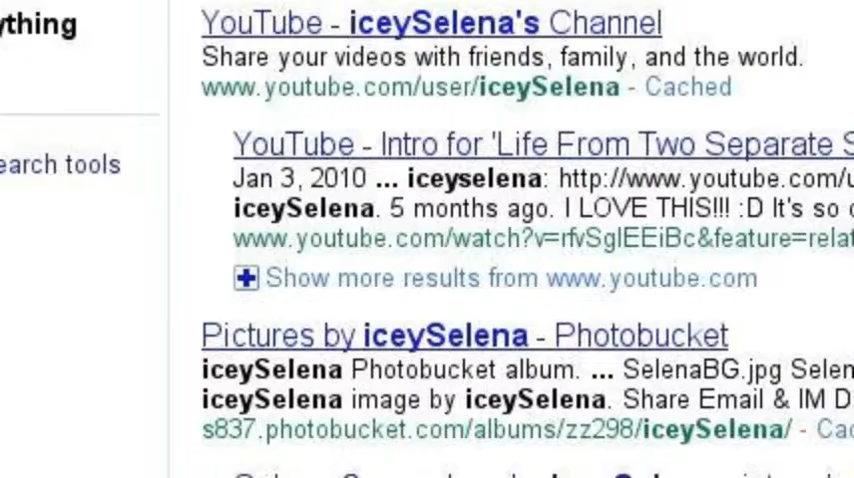 ything
earch tools
YouTube - iceySelena's Channel
Share your videos with friends, family, and the world.
www.youtube.com/user/iceySelena - Cached
YouTube - Intro for 'Life From Two Separate S
Jan 3, 2010 ... iceyselena: http://www.youtube.com/u
iceySelena. 5 months ago. I LOVE THIS!!! :D It's so
www.youtube.com/watch?v=rfvSglEEiBc&feature=relat
Show more results from www.youtube.com
Pictures by iceySelena - Photobucket
iceySelena Photobucket album. ... SelenaBG.jpg Selen
iceySelena image by iceySelena. Share Email & IM D
s837.photobucket.com/albums/zz298/iceySelena/ - Cac